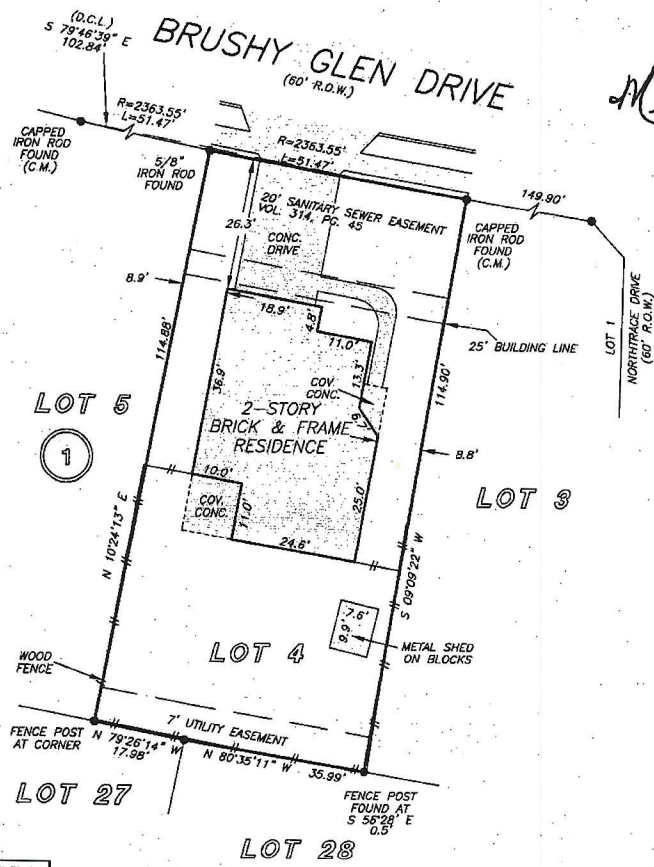 (D.C.L.)
S 79°46'39" E
102.84'
BRUSHY GLEN DRIVE
(60' R.O.W.)
R=2363.55'
L=51.47'
CAPPED
IRON ROD
FOUND
(C.M.)
5/8"
IRON ROD
FOUND
R=2363.55'
L=51.47'
149.90'
CAPPED
IRON ROD
FOUND
(C.M.)
20' SANITARY SEWER EASEMENT
VOL. 314, PG. 45
26.3'
CONC.
DRIVE
LOT 1
NORTHTRACE DRIVE
(60' R.O.W.)
8.9'
114.88'
18.9'
4.8'
11.0'
25' BUILDING LINE
114.90'
36.9'
13.3'
COV.
CONC.
LOT 5
1
2-STORY
BRICK & FRAME
RESIDENCE
8.8'
LOT 3
10.0'
COV.
CONC.
11.0'
25.0'
24.6'
N 10°24'13" E
S 09°09'22" W
7.6'
9.9'
METAL SHED
ON BLOCKS
LOT 4
WOOD
FENCE
7' UTILITY EASEMENT
FENCE POST
AT CORNER
N 79°26'14" W
17.98'
N 80°35'11" W
35.99'
LOT 27
FENCE POST
FOUND AT
S 56°28' E
0.5'
LOT 28